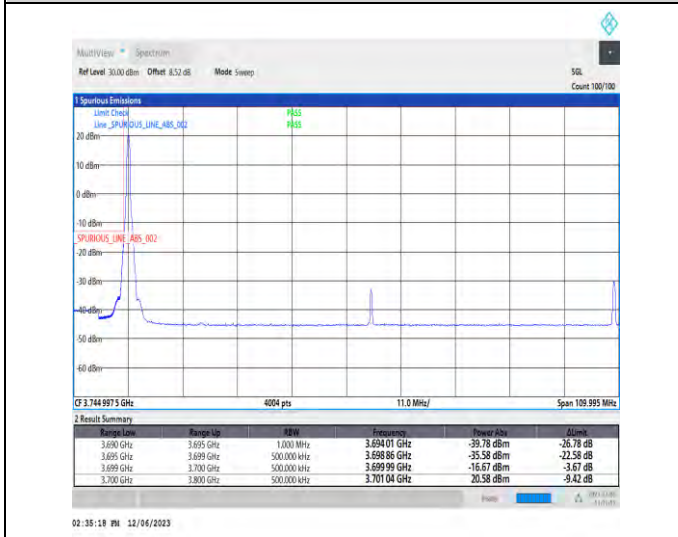 MultiView Spectrum
Ref Level 30.00 dBm Offset 8.52 dB Mode Sweep SGL
Count 100/100
1 Spurious Emissions
Limit Check PASS
Line _SPURIOUS_LINE_ABS_002 PASS
20 dBm
10 dBm
0 dBm
-10 dBm
_SPURIOUS_LINE_ABS_002
-20 dBm
-30 dBm
-40 dBm
-50 dBm
-60 dBm
CF 3.744 997 5 GHz 4004 pts 11.0 MHz/ Span 109.995 MHz
2 Result Summary
Range Low Range Up RBW Frequency Power Abs ΔLimit
3.690 GHz 3.695 GHz 1.000 MHz 3.694 01 GHz -39.78 dBm -26.78 dB
3.695 GHz 3.699 GHz 500.000 kHz 3.698 86 GHz -35.58 dBm -22.58 dB
3.699 GHz 3.700 GHz 500.000 kHz 3.699 99 GHz -16.67 dBm -3.67 dB
3.700 GHz 3.800 GHz 500.000 kHz 3.701 04 GHz 20.58 dBm -9.42 dB
02:35:18 PM 12/06/2023